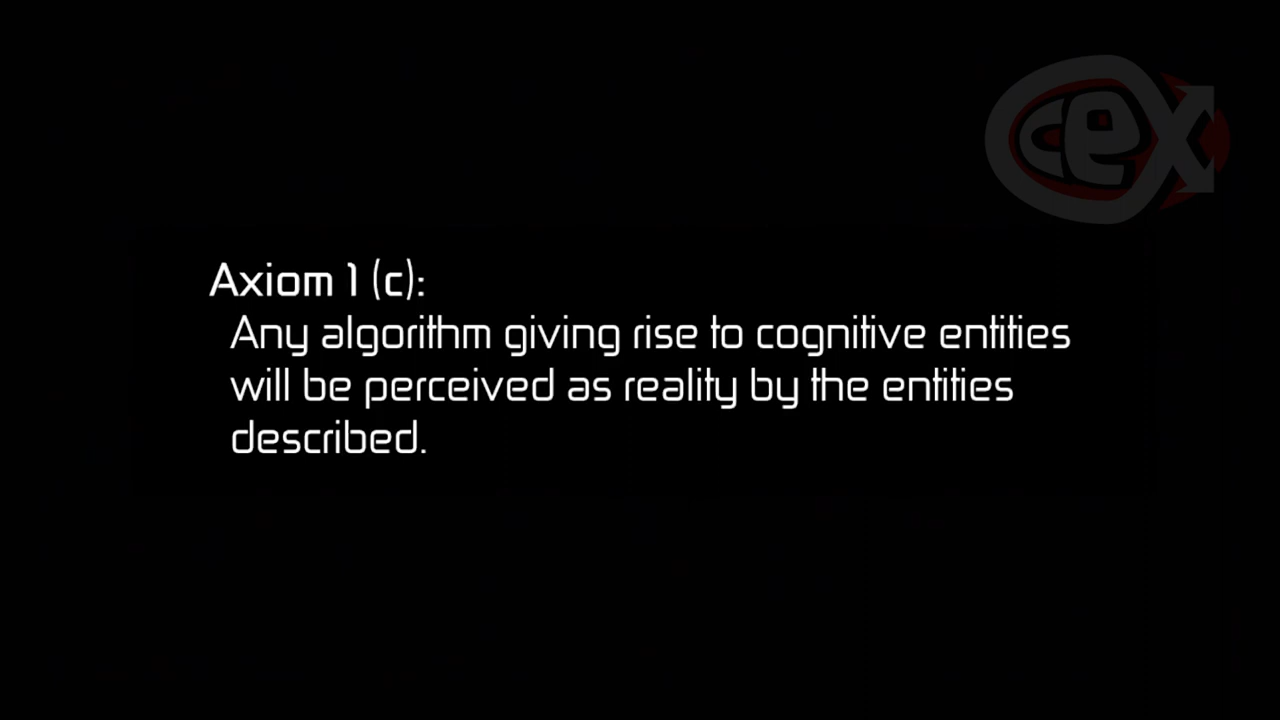 cex
Axiom 1 (c):
Any algorithm giving rise to cognitive entities
will be perceived as reality by the entities
described.